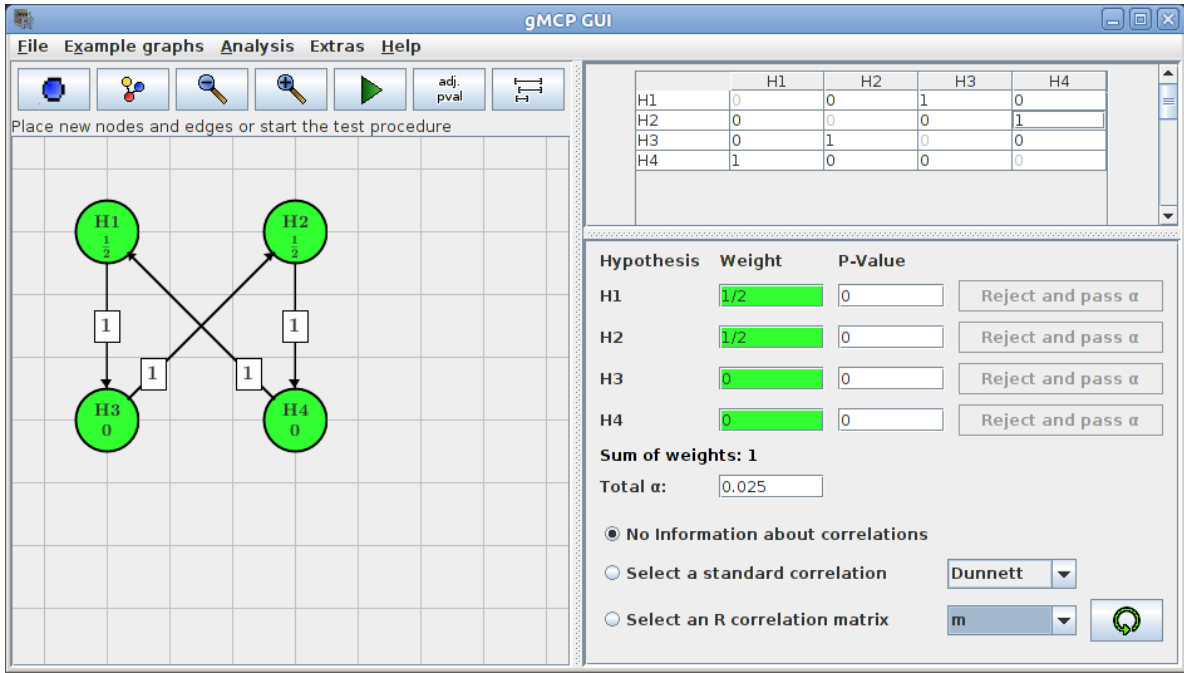 gMCP GUI
File Example graphs Analysis Extras Help
adj. pval
Place new nodes and edges or start the test procedure
H1 H2 H3 H4
H1 0 0 1 0
H2 0 0 0 1
H3 0 1 0 0
H4 1 0 0 0
H1 1/2
H2 1/2
1 1
1 1
H3 0
H4 0
Hypothesis Weight P-Value
H1 1/2 0 Reject and pass α
H2 1/2 0 Reject and pass α
H3 0 0 Reject and pass α
H4 0 0 Reject and pass α
Sum of weights: 1
Total α: 0.025
No Information about correlations
Select a standard correlation Dunnett
Select an R correlation matrix m